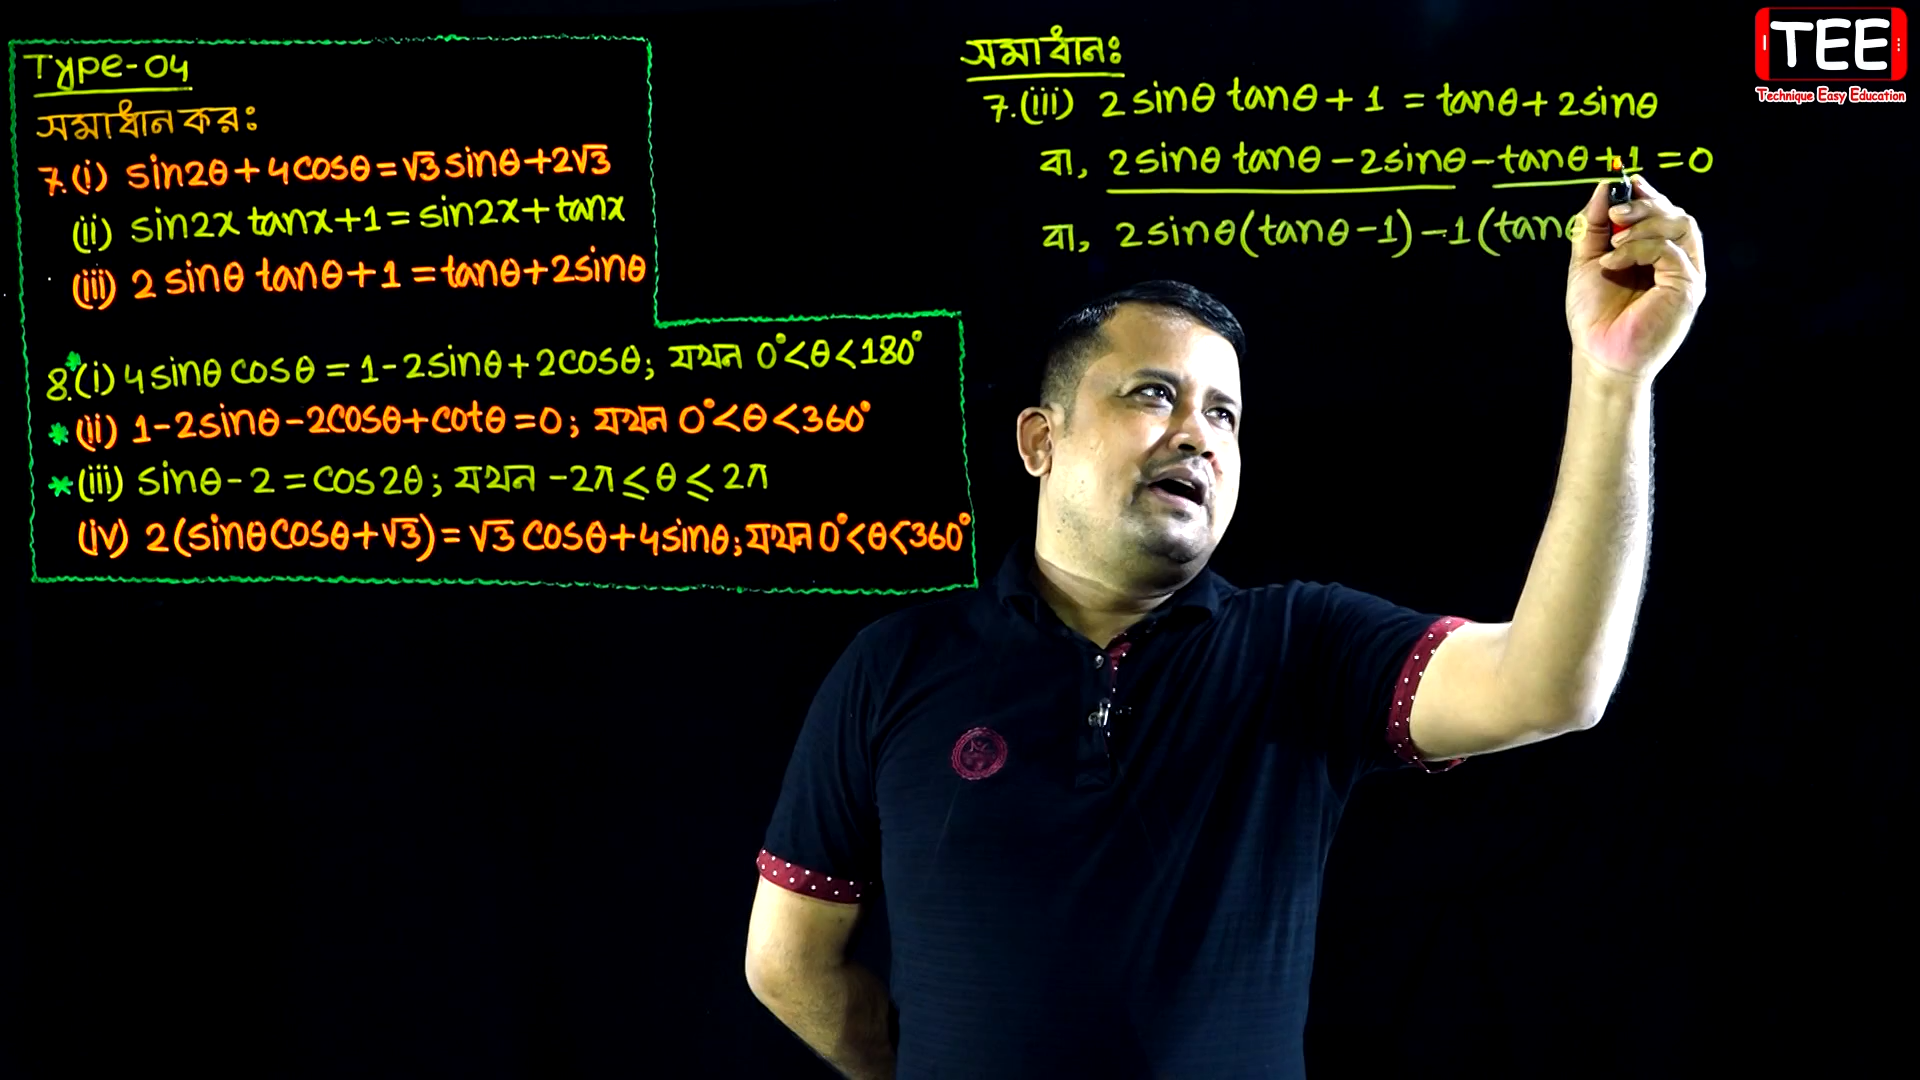 Type-04
সমাধান কর:
7.(i) sin2θ+4cosθ=√3 sinθ+2√3
(ii) sin2x tanx+1=sin2x+tanx
(iii) 2 sinθ tanθ+1=tanθ+2sinθ
8.*(i) 4sinθ cosθ=1-2sinθ+2cosθ; যখন 0°<θ<180°
*(ii) 1-2sinθ-2cosθ+cotθ=0; যখন 0°<θ<360°
*(iii) sinθ-2=cos2θ; যখন -2π≤θ≤2π
(iv) 2(sinθcosθ+√3)=√3 cosθ+4sinθ; যখন 0°<θ<360°
সমাধান:
7.(iii) 2 sinθ tanθ+1=tanθ+2sinθ
বা, 2sinθ tanθ-2sinθ-tanθ+1=0
বা, 2sinθ(tanθ-1)-1(tanθ
TEE
Technique Easy Education